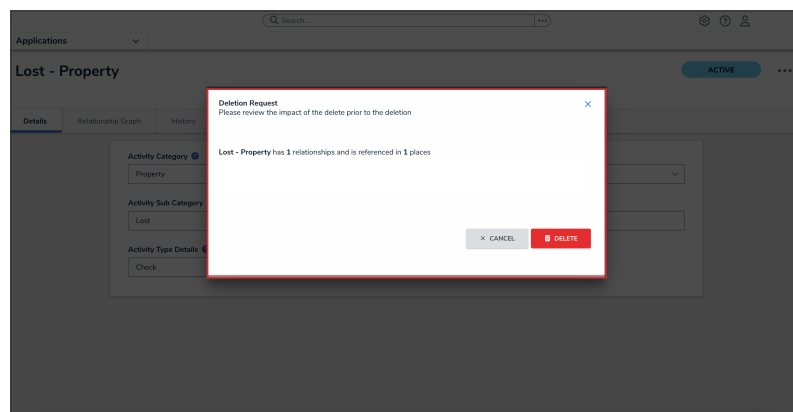 Search...
Applications
Lost - Property
ACTIVE
Details
Relationship Graph
History
Deletion Request
Please review the impact of the delete prior to the deletion
Lost - Property has 1 relationships and is referenced in 1 places
× CANCEL
DELETE
Activity Category ?
Property
Activity Sub Category
Lost
Activity Type Details
Check